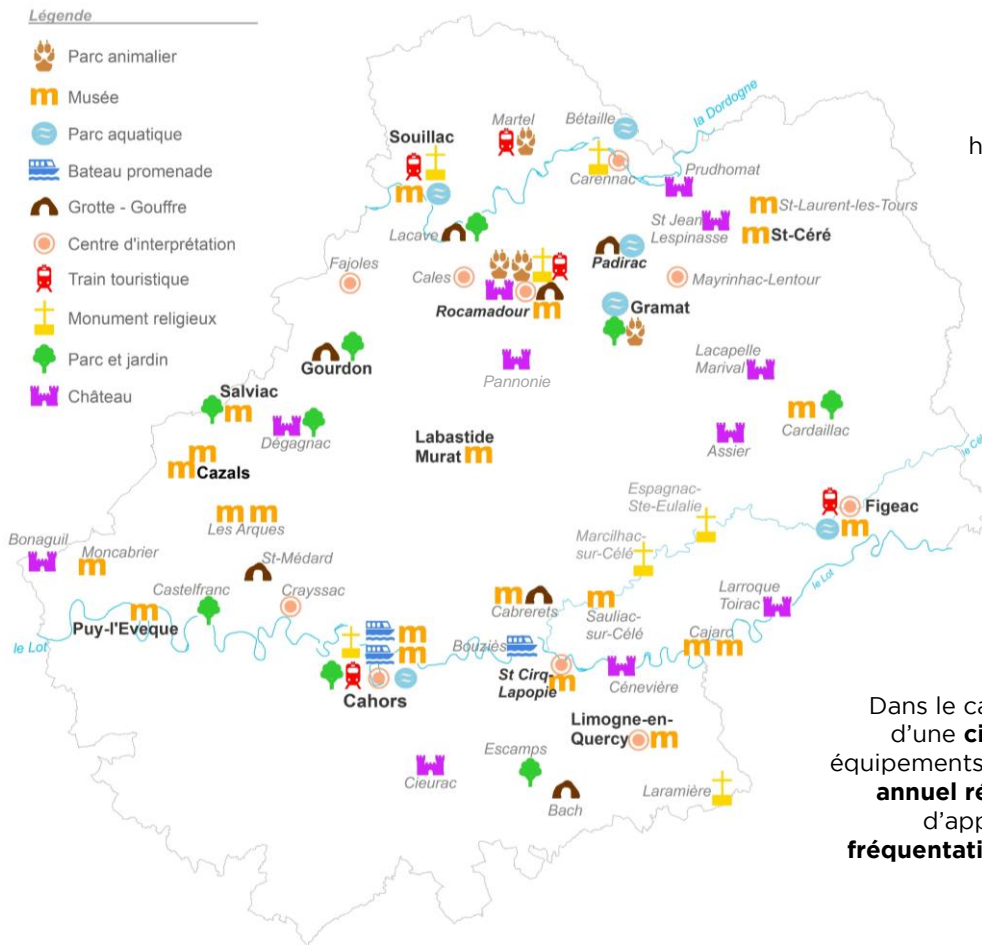 Légende
Parc animalier
Musée
Parc aquatique
Bateau promenade
Grotte - Gouffre
Centre d'interprétation
Train touristique
Monument religieux
Parc et jardin
Château
la Dordogne
Bétaille
Martel
Souillac
Carennac
Prudhomat
St-Laurent-les-Tours
St Jean
Lespinasse
St-Céré
Lacave
Padirac
Fajoles
Cales
Mayrinhac-Lentour
Rocamadour
Gramat
Gourdon
Pannonie
Lacapelle
Marival
Salviac
Dégagnac
Cardaillac
Labastide
Murat
Assier
Cazals
Espagnac-
Ste-Eulalie
Figeac
Les Arques
Bonaguil
Moncabrier
St-Médard
Marcilhac-
sur-Célé
Castelfranc
Crayssac
Larroque
Toirac
le Lot
Cabrerets
Sauliac-
sur-Célé
Puy-l'Eveque
Cajard
le Lot
Bouziès
St Cirq-
Lapopie
Cénevière
Cahors
Limogne-en-
Quercy
Escamps
Cieurac
Bach
Laramière
h
Dans le ca
d'une ci
équipements
annuel ré
d'app
fréquentati